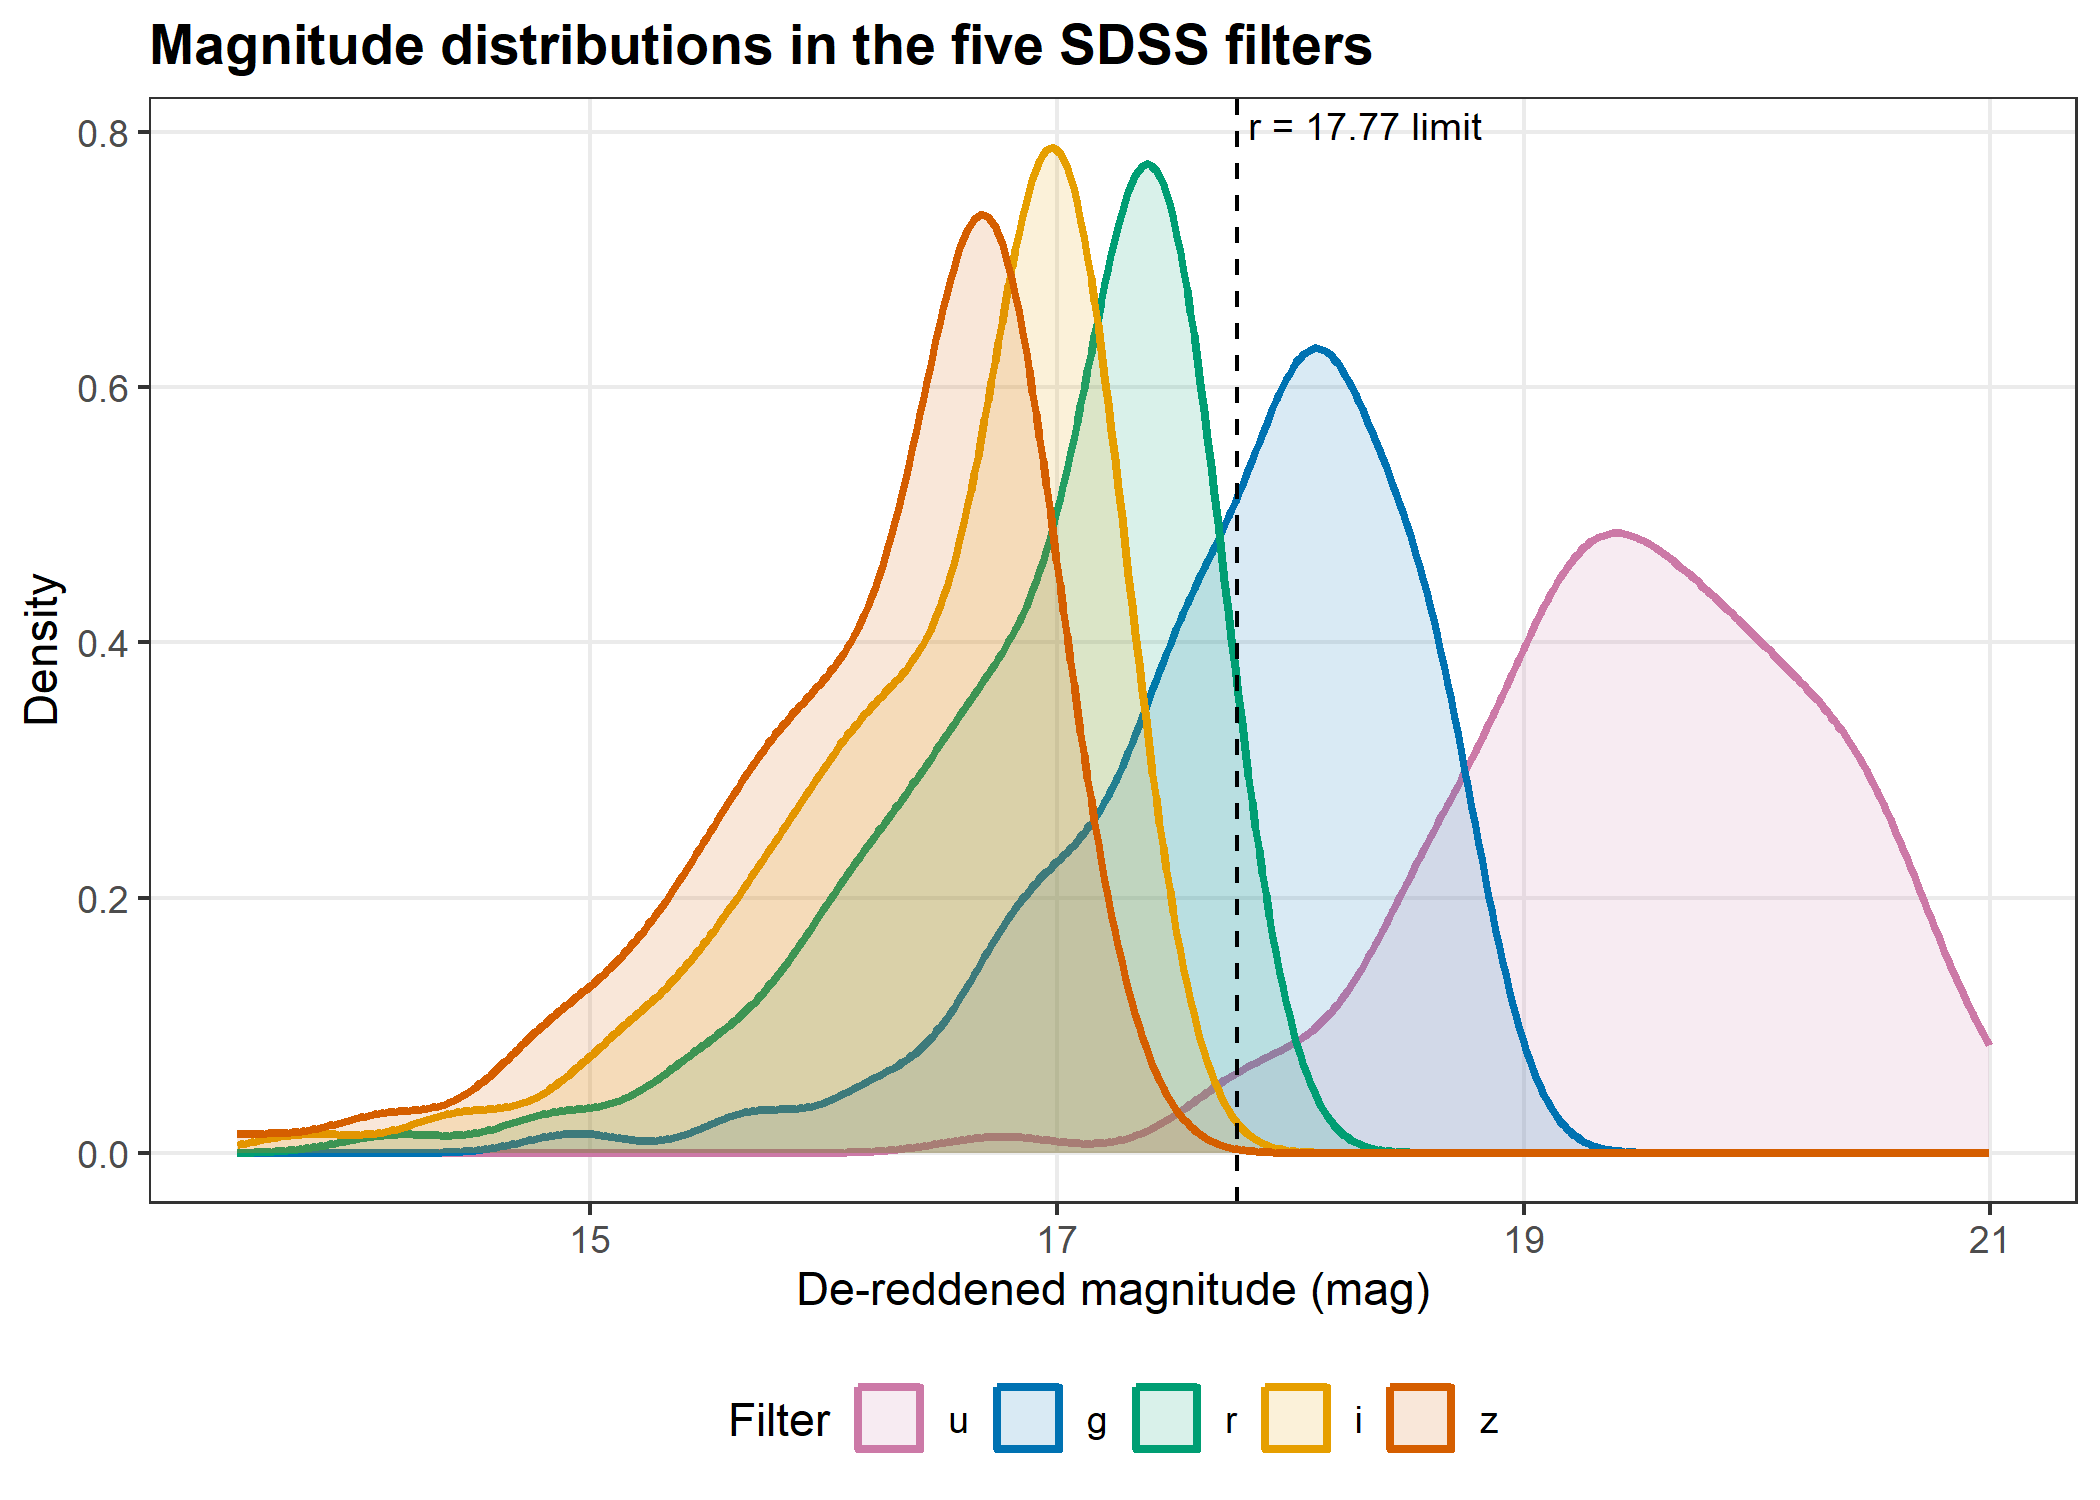 Magnitude distributions in the five SDSS filters
r = 17.77 limit
0.8
0.6
0.4
0.2
0.0
Density
15 17 19 21
De-reddened magnitude (mag)
Filter u g r i z